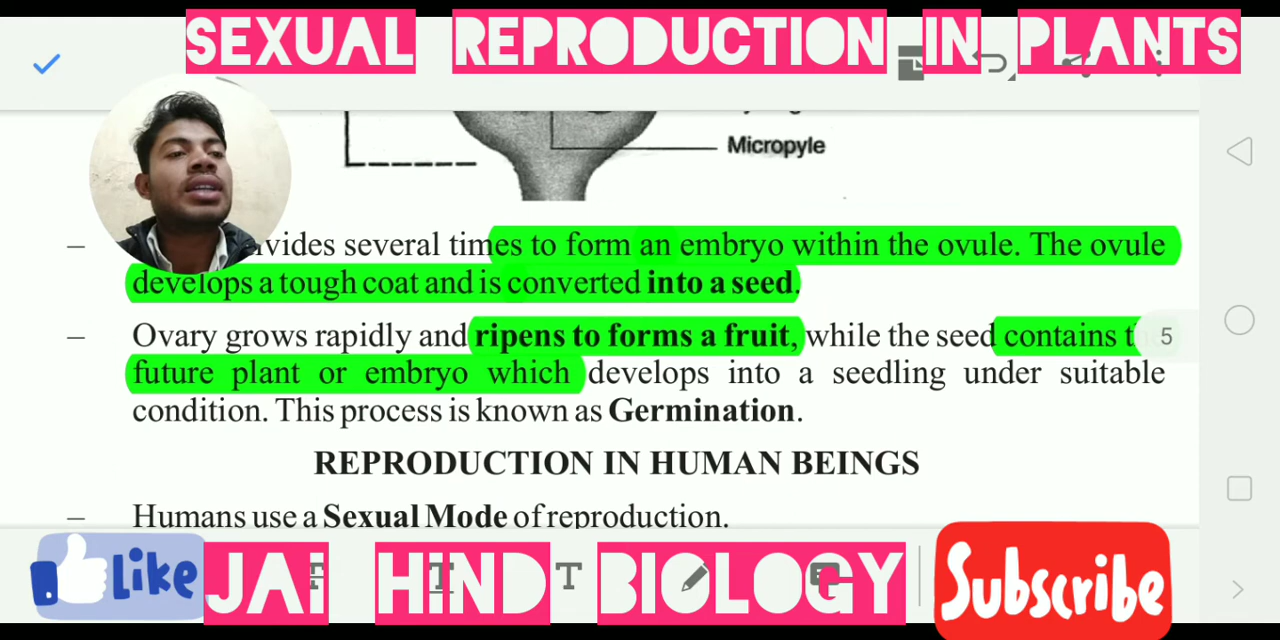 SEXUAL REPRODUCTION IN PLANTS
Micropyle
– ivides several times to form an embryo within the ovule. The ovule
develops a tough coat and is converted into a seed.
– Ovary grows rapidly and ripens to forms a fruit, while the seed contains
5
future plant or embryo which develops into a seedling under suitable
condition. This process is known as Germination.
REPRODUCTION IN HUMAN BEINGS
– Humans use a Sexual Mode of reproduction.
Like JAi HiND BIOLOGY Subscribe